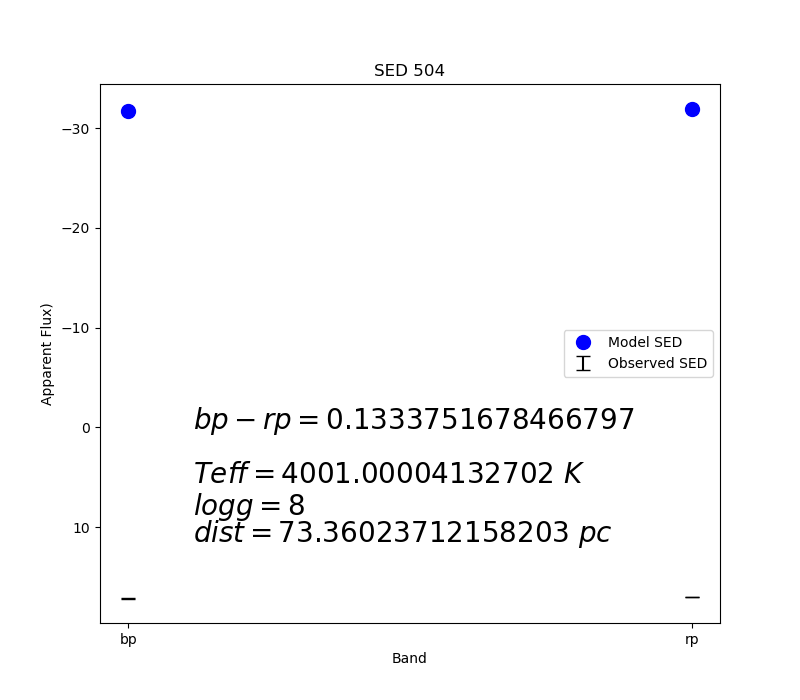 SED 504
−30
−20
−10
0
10
Apparent Flux)
Model SED
Observed SED
bp − rp = 0.1333751678466797
Teff = 4001.00004132702 K
logg = 8
dist = 73.36023712158203 pc
bp
rp
Band